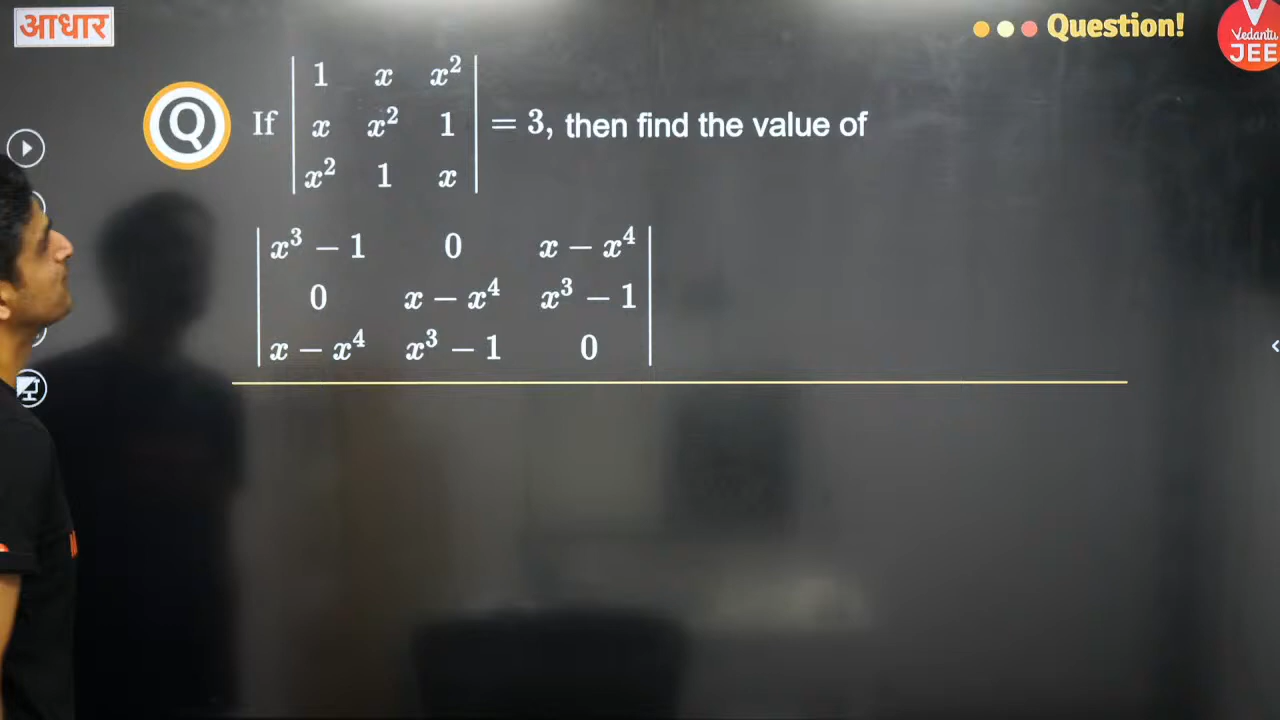 आधार
Question!
Vedantu
JEE
Q If | 1 x x² | = 3, then find the value of
| x x² 1 |
| x² 1 x |
| x³ − 1 0 x − x⁴ |
| 0 x − x⁴ x³ − 1 |
| x − x⁴ x³ − 1 0 |